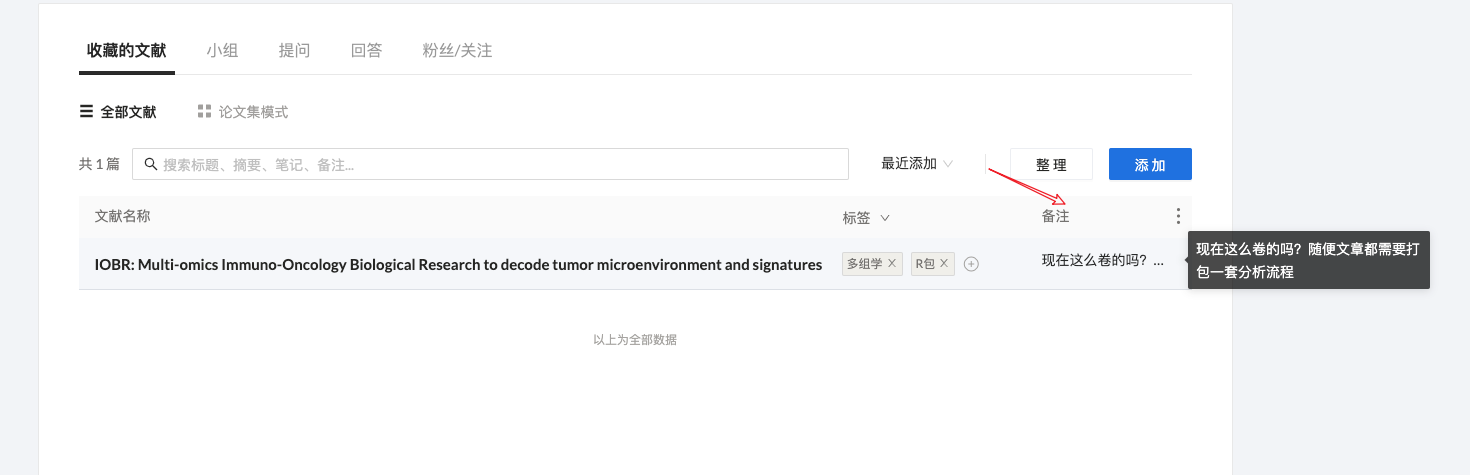 收藏的文献 小组 提问 回答 粉丝/关注
全部文献 论文集模式
共 1 篇 搜索标题、摘要、笔记、备注... 最近添加 整 理 添 加
文献名称 标签 备注
IOBR: Multi-omics Immuno-Oncology Biological Research to decode tumor microenvironment and signatures 多组学 R包 现在这么卷的吗？...
现在这么卷的吗？随便文章都需要打
包一套分析流程
以上为全部数据